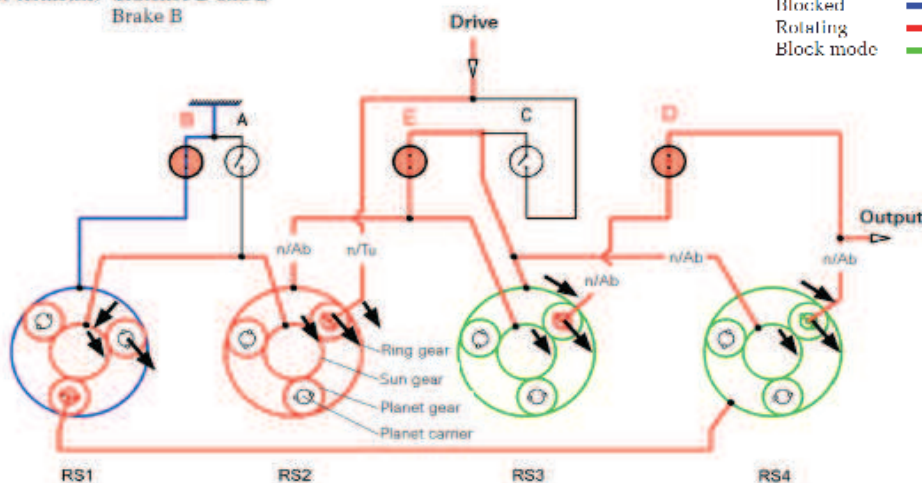 Brake B
Blocked
Rotating
Block mode
Drive
B
A
E
C
D
Output
n/Ab
n/Tu
n/Ab
n/Ab
n/Ab
Ring gear
Sun gear
Planet gear
Planet carrier
RS1
RS2
RS3
RS4